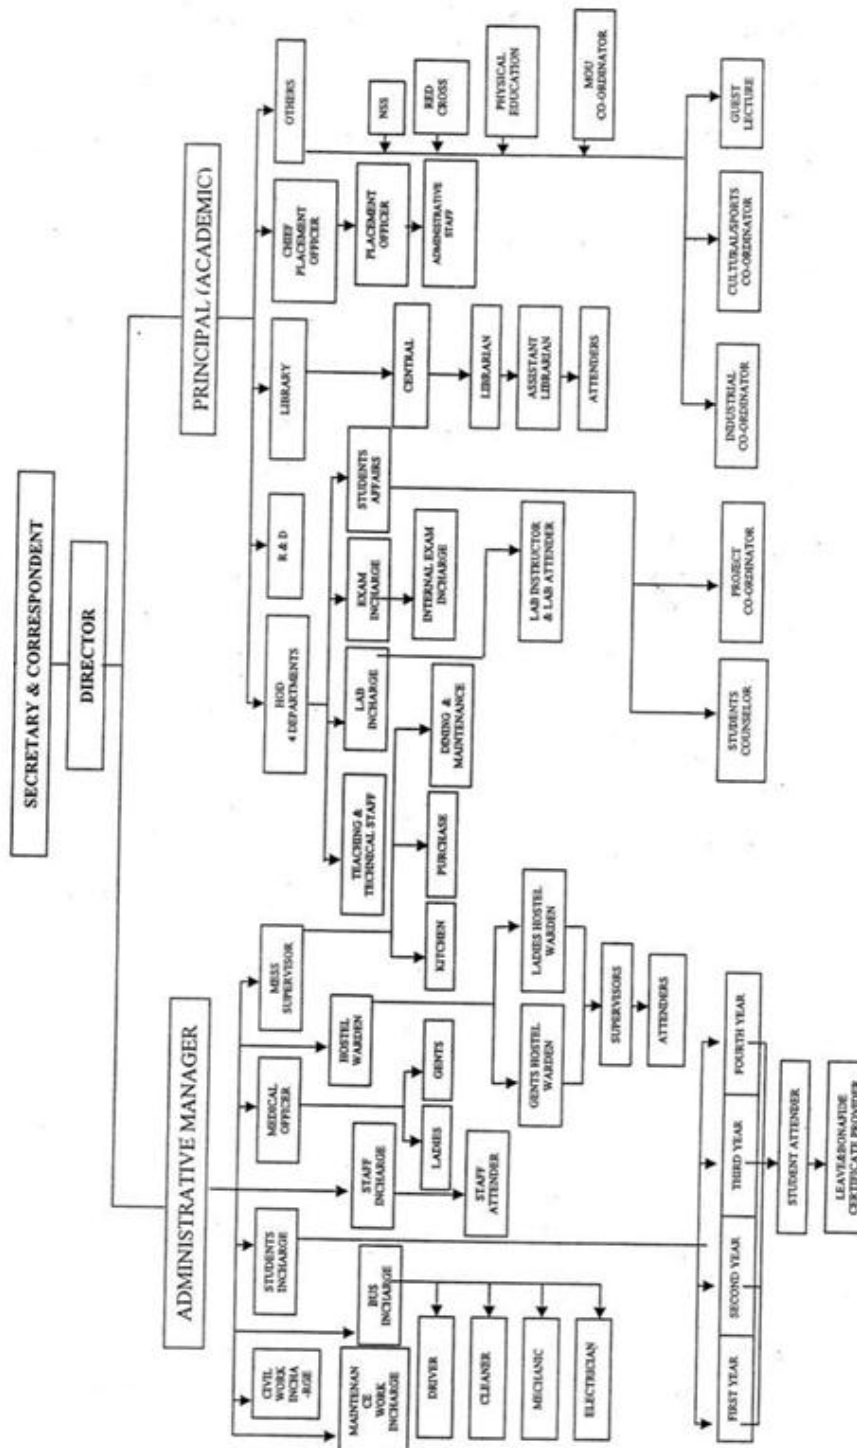 SECRETARY & CORRESPONDENT
DIRECTOR
ADMINISTRATIVE MANAGER
PRINCIPAL (ACADEMIC)
CIVIL
WORK
INCHA
-RGE
STUDENTS
INCHARGE
MEDICAL
OFFICER
MESS
SUPERVISOR
HOD
4 DEPARTMENTS
R & D
LIBRARY
CHIEF
PLACEMENT
OFFICER
OTHERS
MAINTENAN
CE
WORK
INCHARGE
BUS
INCHARGE
STAFF
INCHARGE
HOSTEL
WARDEN
TEACHING &
TECHNICAL STAFF
LAB
INCHARGE
EXAM
INCHARGE
STUDENTS
AFFAIRS
CENTRAL
PLACEMENT
OFFICER
NSS
DRIVER
LADIES
GENTS
KITCHEN
PURCHASE
DINING &
MAINTENANCE
INTERNAL EXAM
INCHARGE
LIBRARIAN
ADMINISTRATIVE
STAFF
RED
CROSS
CLEANER
STAFF
ATTENDER
ASSISTANT
LIBRARIAN
PHYSICAL
EDUCATION
MECHANIC
GENTS HOSTEL
WARDEN
LADIES HOSTEL
WARDEN
LAB INSTRUCTOR
& LAB ATTENDER
ATTENDERS
MOU
CO-ORDINATOR
ELECTRICIAN
SUPERVISORS
ATTENDERS
FIRST YEAR
SECOND YEAR
THIRD YEAR
FOURTH YEAR
STUDENTS
COUNSELOR
PROJECT
CO-ORDINATOR
INDUSTRIAL
CO-ORDINATOR
CULTURAL/SPORTS
CO-ORDINATOR
GUEST
LECTURE
STUDENT ATTENDER
LEAVE&BONAFIDE
CERTIFICATE PROVIDER